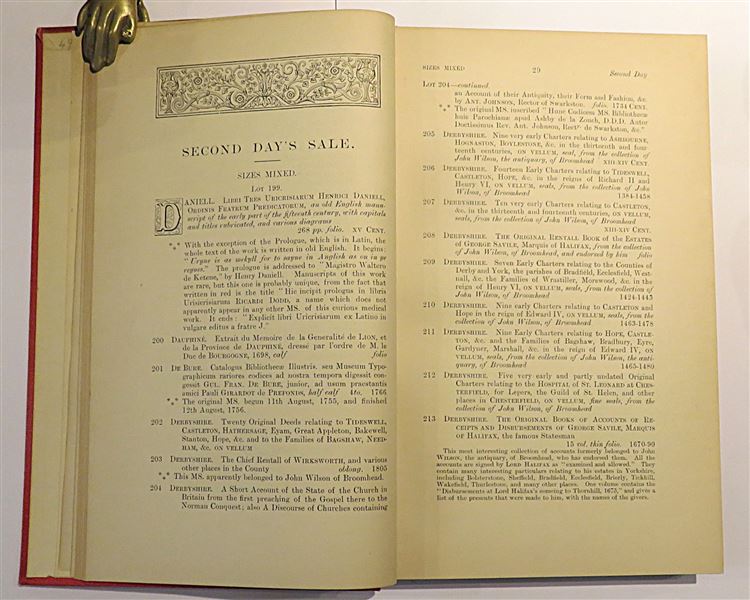 49
SECOND DAY'S SALE.
SIZES MIXED.
LOT 199.
DANIELL. LIBRI TRES URICRISIARUM HENRICI DANIELL,
ORDINIS FRATRUM PREDICATORUM, an old English manu-
script of the early part of the fifteenth century, with capitals
and titles rubricated, and various diagrams
268 pp. folio. XV CENT.
*** With the exception of the Prologue, which is in Latin, the
whole text of the work is written in old English. It begins:
" Uryne is as mekyll for to sayne in Anglish as on in ye
reynes." The prologue is addressed to "Magistro Waltero
de Ketene," by Henry Daniell. Manuscripts of this work
are rare, but this one is probably unique, from the fact that
written in red is the title "Hic incipit prologus in libris
Urisicrisiarum RICARDI DODD, a name which does not
apparently appear in any other MS. of this curious medical
work. It ends: "Explicit libri Uricrisiarum ex Latino in
vulgare editus a fratre J."
200 DAUPHINÉ. Extrait du Memoire de la Generalité de LION, et
de la Province de DAUPHINÉ, dressé par l'ordre de M. le
Duc de BOURGOGNE, 1698, calf folio
201 DE BURE. Catalogus Bibliothecæ Illustris. seu Museum Typo-
graphicum rariores codices ad nostra tempora digessit con-
gessit GUL. FRAN. DE BURE, junior, ad usum præstantis
amici Pauli GIRARDOT DE PREFONDS, half calf 4to. 1766
*** The original MS. begun 11th August, 1755, and finished
12th August, 1756.
202 DERBYSHIRE. Twenty Original Deeds relating to TIDESWELL,
CASTLETON, HATHERSAGE, Eyam, Great Appleton, Bakewell,
Stanton, Hope, &c. and to the Families of BAGSHAW, NEED-
HAM, &c. ON VELLUM
203 DERBYSHIRE. The Chief Rentall of WIRKSWORTH, and various
other places in the County oblong. 1805
*** This MS. apparently belonged to John Wilson of Broomhead.
204 DERBYSHIRE. A Short Account of the State of the Church in
Britain from the first preaching of the Gospel there to the
Norman Conquest; also A Discourse of Churches containing
SIZES MIXED 29 Second Day
LOT 204—continued.
an Account of their Antiquity, their Form and Fashion, &c.
by ANT. JOHNSON, Rector of Swarkston. folio. 1734 CENT.
*** The original MS. inscribed "Hunc Codicem MS. Bibliothecæ
huic Parochianæ apud Ashby de la Zouch, D.D.D. Autor
Doctissimus Rev. Ant. Johnson, Rectr de Swarkston, &c."
205 DERBYSHIRE. Nine very early Charters relating to ASHBOURNE,
HOGNASTON, BOYLESTONE, &c. in the thirteenth and four-
teenth centuries, ON VELLUM, seals, from the collection of
John Wilson, the antiquary, of Broomhead XIII-XIV CENT.
206 DERBYSHIRE. Fourteen Early Charters relating to TIDESWELL,
CASTLETON, HOPE, &c. in the reigns of Richard II and
Henry VI, ON VELLUM, seals, from the collection of John
Wilson, of Broomhead 1384-1458
207 DERBYSHIRE. Ten very early Charters relating to CASTLETON,
&c. in the thirteenth and fourteenth centuries, ON VELLUM,
seals, from the collection of John Wilson of Broomhead
XIII-XIV CENT.
208 DERBYSHIRE. THE ORIGINAL RENTALL BOOK OF THE ESTATES
OF GEORGE SAVILE, Marquis of HALIFAX, from the collection
of John Wilson of Broomhead, and endorsed by him folio
209 DERBYSHIRE. Seven Early Charters relating to the Counties of
Derby and York, the parishes of Bradfield, Ecclesfield, West-
nall, &c. the Families of Wrastiller, Morswod, &c. in the
reign of Henry VI, ON VELLUM, seals, from the collection of
John Wilson, of Broomhead 1424-1445
210 DERBYSHIRE. Nine early Charters relating to CASTLETON and
Hope in the reign of Edward IV, ON VELLUM, seals, from the
collection of John Wilson, of Broomhead 1463-1478
211 DERBYSHIRE. Nine Early Charters relating to HOPE, CASTLE-
TON, &c. and the Families of Bagshaw, Bradbury, Eyre,
Gardyner, Marshall, &c. in the reign of Edward IV, ON
VELLUM, seals, from the collection of John Wilson, the anti-
quary, of Broomhead 1465-1480
212 DERBYSHIRE. Five very early and partly undated Original
Charters relating to the HOSPITAL OF ST. LEONARD AT CHES-
TERFIELD, for Lepers, the Guild of St. Helen, and other
places in CHESTERFIELD, ON VELLUM, fine seals, from the
collection of John Wilson of Broomhead
213 DERBYSHIRE. THE ORIGINAL BOOKS OF ACCOUNTS OF RE-
CEIPTS AND DISBURSEMENTS OF GEORGE SAVILE, MARQUIS
OF HALIFAX, the famous Statesman
15 vol. thin folio. 1670-90
This most interesting collection of accounts formerly belonged to JOHN
WILSON, the antiquary, of Broomhead, who has endorsed them. All the
accounts are signed by LORD HALIFAX as "examined and allowed." They
contain many interesting particulars relating to his estates in Yorkshire,
including Bolsterstone, Sheffield, Bradfield, Ecclesfield, Brierly, Tickhill,
Wakefield, Thurlestone, and many other places. One volume contains the
"Disbursements at Lord Halifax's comeing to Thornhill, 1675," and gives a
list of the presents that were made to him, with the names of the givers.